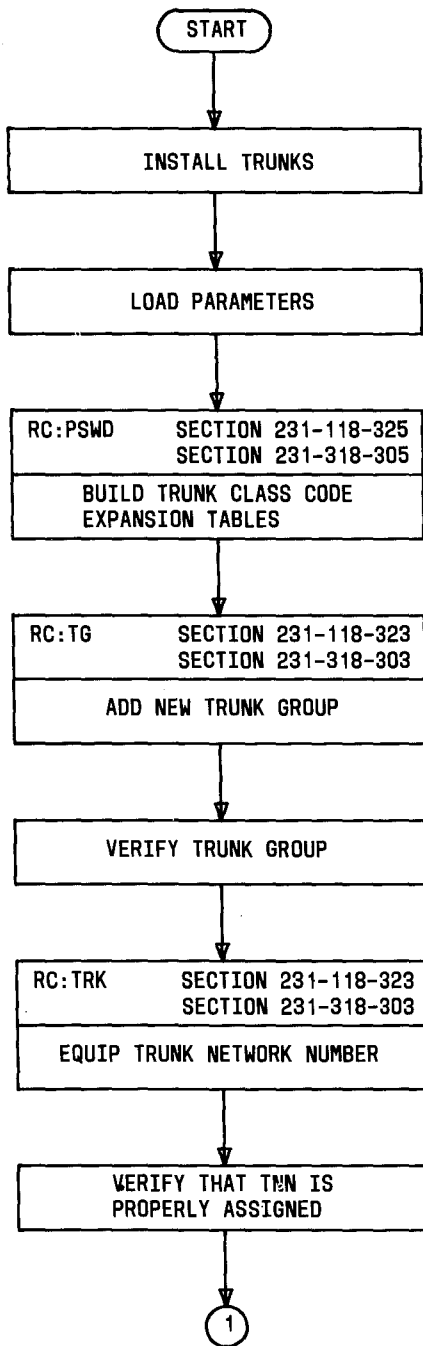 START
INSTALL TRUNKS
LOAD PARAMETERS
RC:PSWD SECTION 231-118-325
SECTION 231-318-305
BUILD TRUNK CLASS CODE
EXPANSION TABLES
RC:TG SECTION 231-118-323
SECTION 231-318-303
ADD NEW TRUNK GROUP
VERIFY TRUNK GROUP
RC:TRK SECTION 231-118-323
SECTION 231-318-303
EQUIP TRUNK NETWORK NUMBER
VERIFY THAT TNN IS
PROPERLY ASSIGNED
1